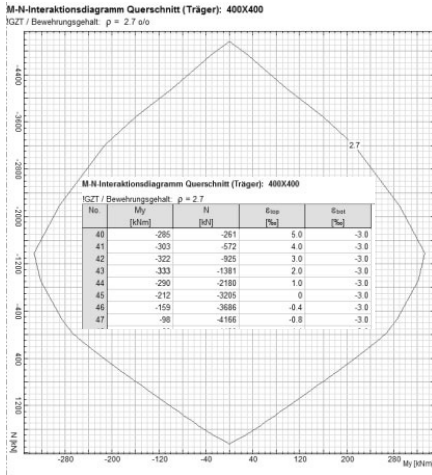 M-N-Interaktionsdiagramm Querschnitt (Träger): 400X400
!GZT / Bewehrungsgehalt: ρ = 2.7 o/o
-4400
-3600
-2800
-2000
-1200
-400
400
1200
N [kN]
2.7
M-N-Interaktionsdiagramm Querschnitt (Träger): 400X400
!GZT / Bewehrungsgehalt: ρ = 2.7
No. My N εtop εbot
[kNm] [kN] [‰] [‰]
40 -285 -261 5.0 -3.0
41 -303 -572 4.0 -3.0
42 -322 -925 3.0 -3.0
43 -333 -1381 2.0 -3.0
44 -290 -2180 1.0 -3.0
45 -212 -3205 0 -3.0
46 -159 -3686 -0.4 -3.0
47 -98 -4166 -0.8 -3.0
-280 -200 -120 -40 40 120 200 280 My [kNm]